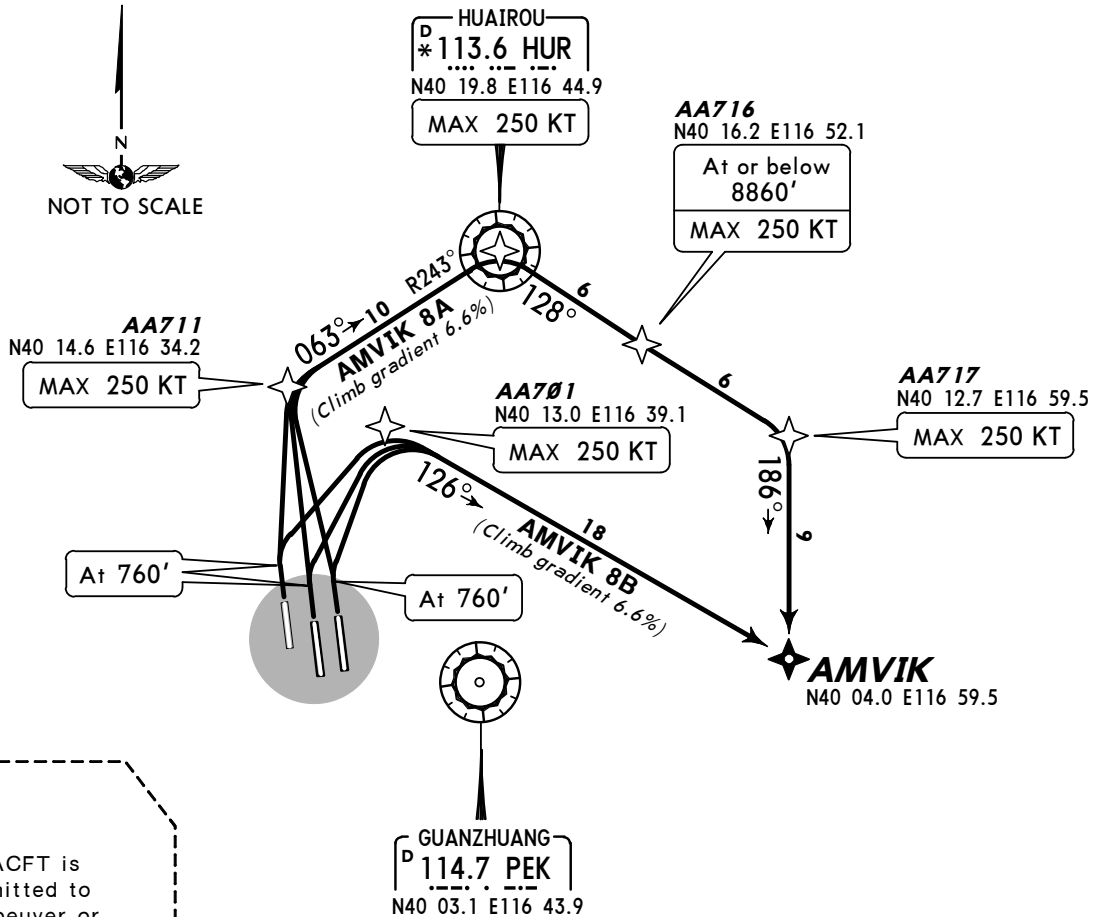 HUAIROU
D
* 113.6 HUR
N40 19.8 E116 44.9
MAX 250 KT
N
NOT TO SCALE
AA716
N40 16.2 E116 52.1
At or below
8860'
MAX 250 KT
R243°
6
128°
063°
10
AMVIK 8A
(Climb gradient 6.6%)
AA711
N40 14.6 E116 34.2
MAX 250 KT
6
AA717
N40 12.7 E116 59.5
MAX 250 KT
AA7Ø1
N40 13.0 E116 39.1
MAX 250 KT
126°
18
AMVIK 8B
(Climb gradient 6.6%)
186°
9
At 760'
At 760'
AMVIK
N40 04.0 E116 59.5
GUANZHUANG
D 114.7 PEK
N40 03.1 E116 43.9
ACFT is